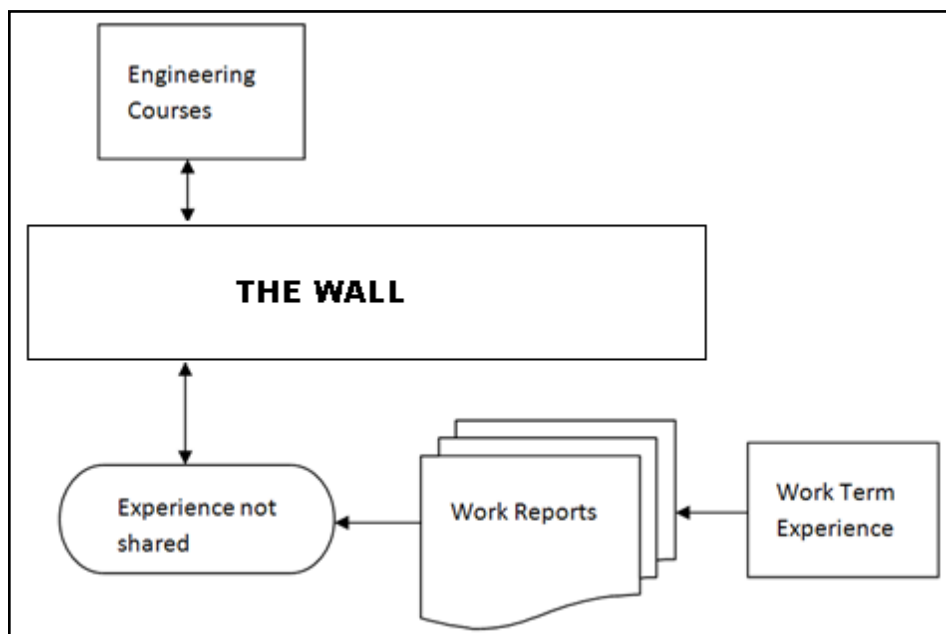 Engineering
Courses
THE WALL
Experience not
shared
Work Reports
Work Term
Experience